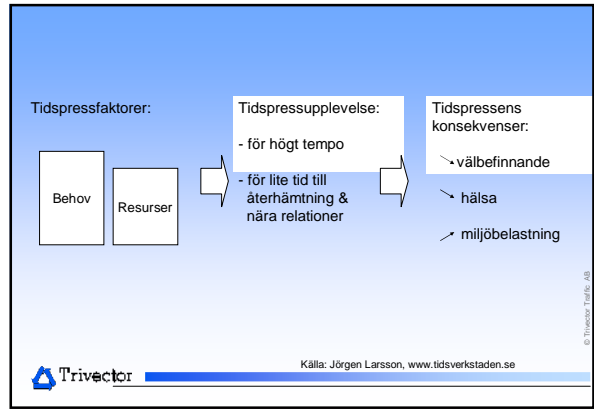 Tidspressfaktorer:
Behov
Resurser
Tidspressupplevelse:
- för högt tempo
- för lite tid till
återhämtning &
nära relationer
Tidspressens
konsekvenser:
välbefinnande
hälsa
miljöbelastning
© Trivector Traffic AB
Källa: Jörgen Larsson, www.tidsverkstaden.se
Trivector